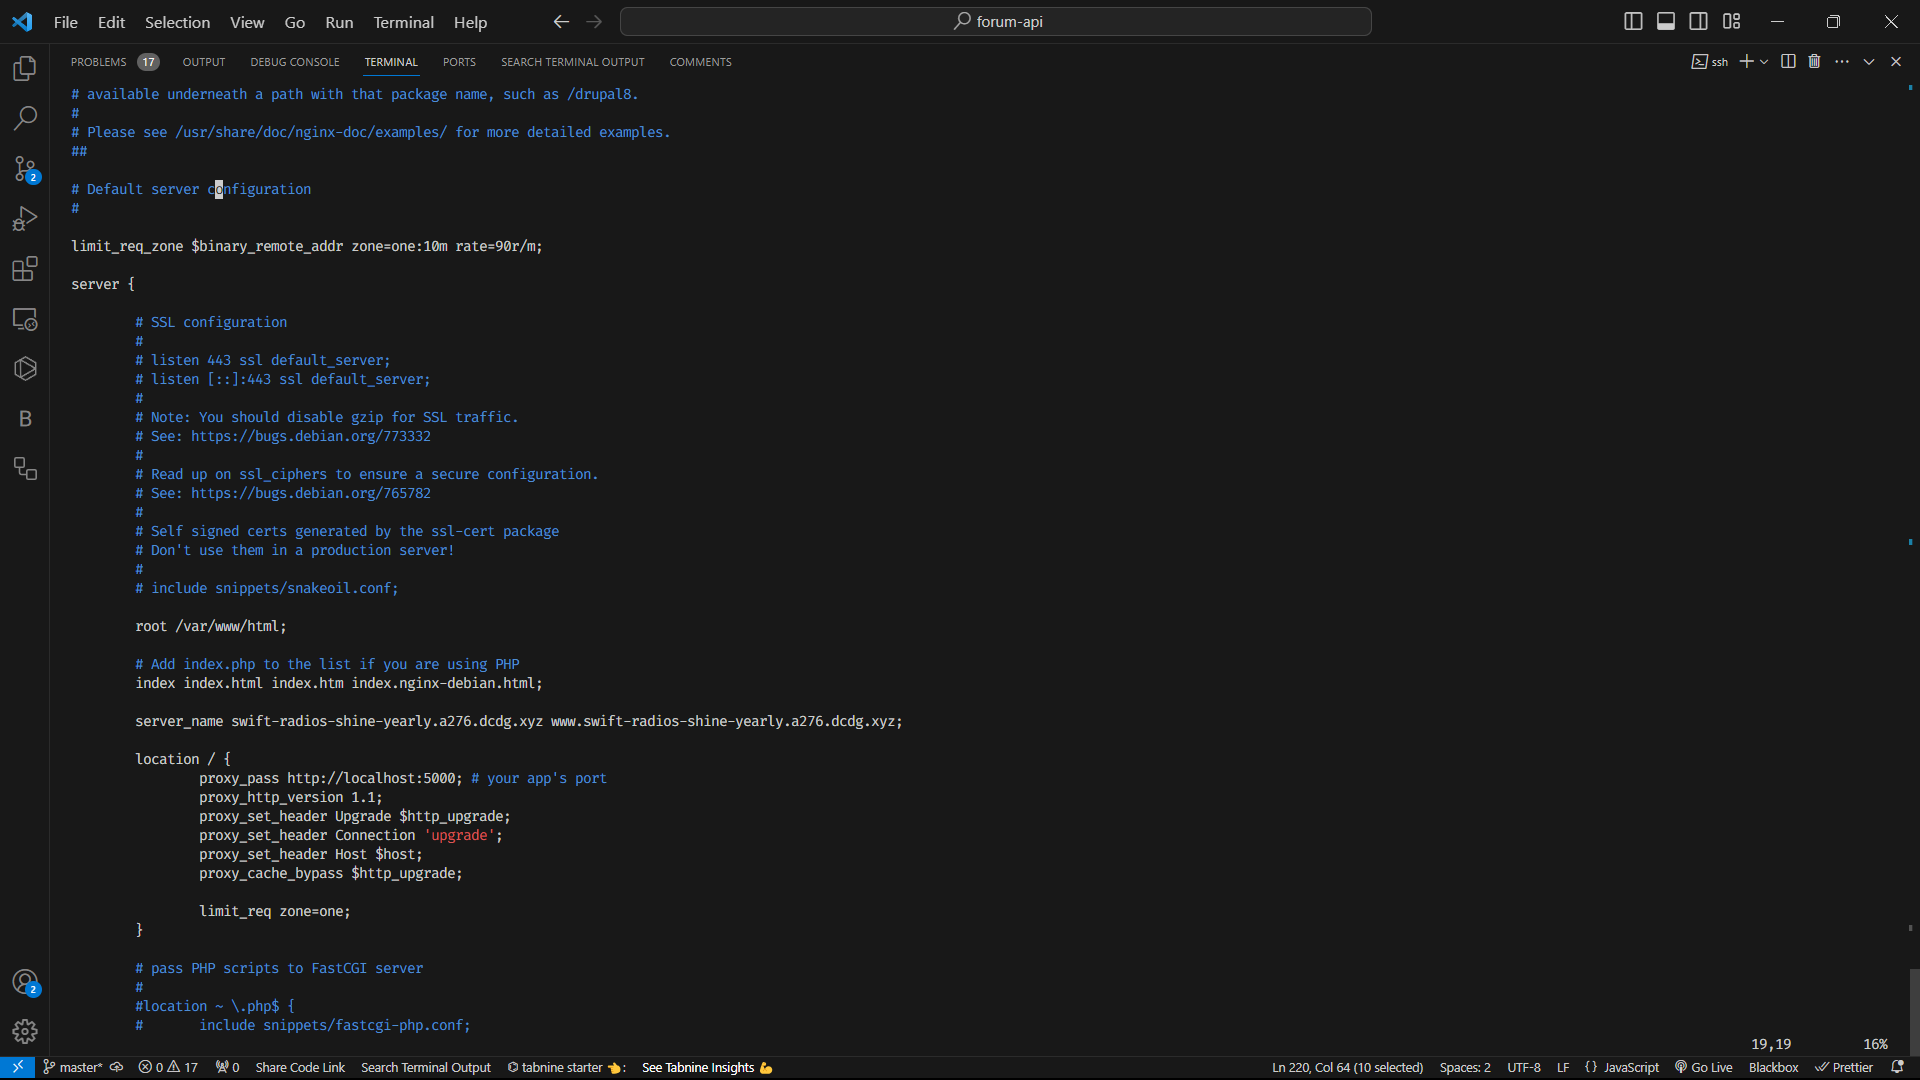 File Edit Selection View Go Run Terminal Help forum-api
PROBLEMS 17 OUTPUT DEBUG CONSOLE TERMINAL PORTS SEARCH TERMINAL OUTPUT COMMENTS ssh
# available underneath a path with that package name, such as /drupal8.
#
# Please see /usr/share/doc/nginx-doc/examples/ for more detailed examples.
##
# Default server configuration
#
limit_req_zone $binary_remote_addr zone=one:10m rate=90r/m;
server {
# SSL configuration
#
# listen 443 ssl default_server;
# listen [::]:443 ssl default_server;
#
# Note: You should disable gzip for SSL traffic.
# See: https://bugs.debian.org/773332
#
# Read up on ssl_ciphers to ensure a secure configuration.
# See: https://bugs.debian.org/765782
#
# Self signed certs generated by the ssl-cert package
# Don't use them in a production server!
#
# include snippets/snakeoil.conf;
root /var/www/html;
# Add index.php to the list if you are using PHP
index index.html index.htm index.nginx-debian.html;
server_name swift-radios-shine-yearly.a276.dcdg.xyz www.swift-radios-shine-yearly.a276.dcdg.xyz;
location / {
proxy_pass http://localhost:5000; # your app's port
proxy_http_version 1.1;
proxy_set_header Upgrade $http_upgrade;
proxy_set_header Connection 'upgrade';
proxy_set_header Host $host;
proxy_cache_bypass $http_upgrade;
limit_req zone=one;
}
# pass PHP scripts to FastCGI server
#
#location ~ \.php$ {
# include snippets/fastcgi-php.conf;
19,19 16%
2
B
2
master* 0 17 0 Share Code Link Search Terminal Output tabnine starter 👈: See Tabnine Insights 💪 Ln 220, Col 64 (10 selected) Spaces: 2 UTF-8 LF {} JavaScript Go Live Blackbox Prettier